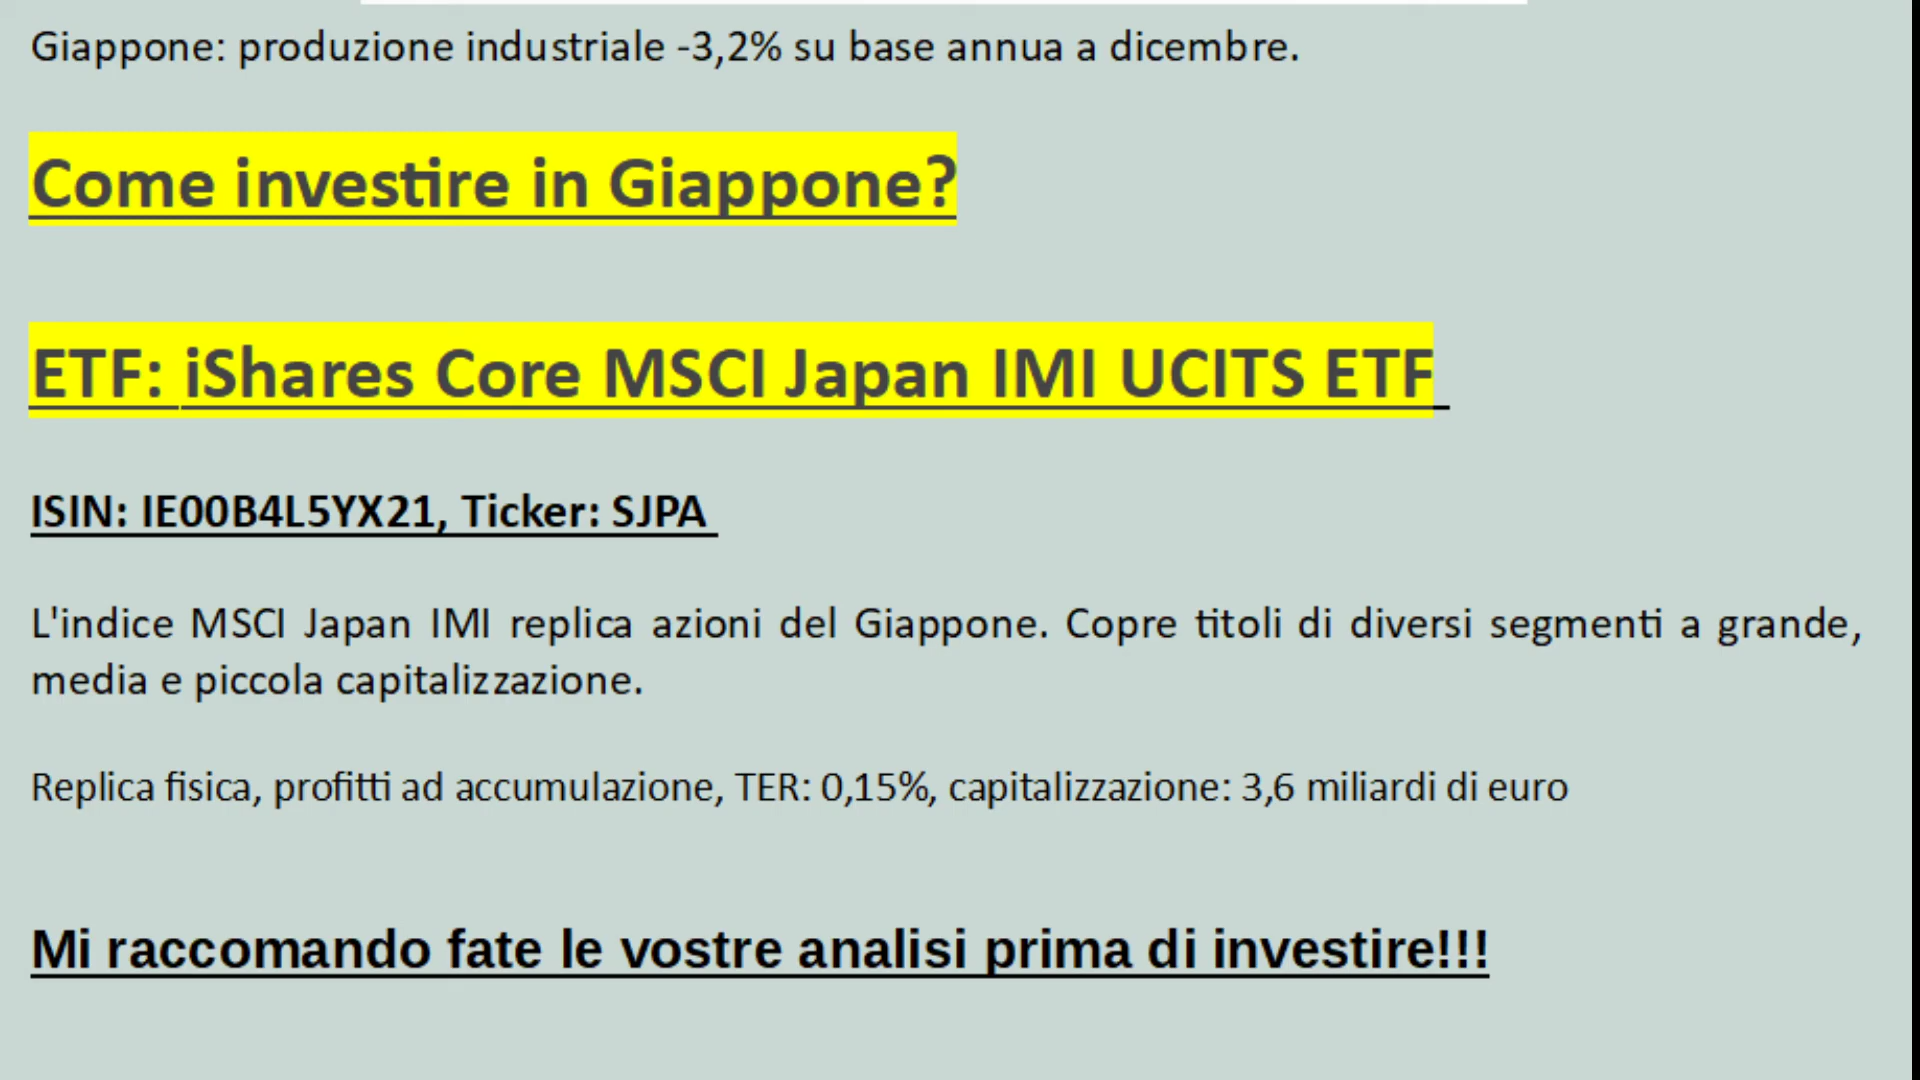 Giappone: produzione industriale -3,2% su base annua a dicembre.
Come investire in Giappone?
ETF: iShares Core MSCI Japan IMI UCITS ETF
ISIN: IE00B4L5YX21, Ticker: SJPA
L'indice MSCI Japan IMI replica azioni del Giappone. Copre titoli di diversi segmenti a grande,
media e piccola capitalizzazione.
Replica fisica, profitti ad accumulazione, TER: 0,15%, capitalizzazione: 3,6 miliardi di euro
Mi raccomando fate le vostre analisi prima di investire!!!